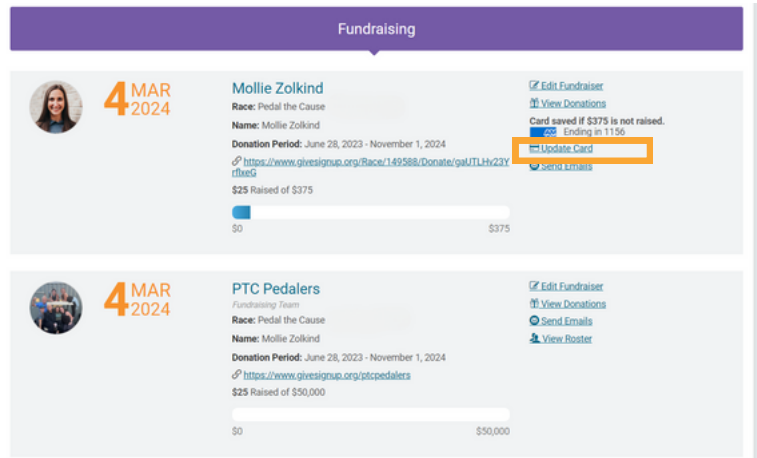 Fundraising
4 MAR
2024
Mollie Zolkind
Race: Pedal the Cause
Name: Mollie Zolkind
Donation Period: June 28, 2023 - November 1, 2024
https://www.givesignup.org/Race/149588/Donate/gaUTLHv23Y
rflxeG
$25 Raised of $375
$0 $375
Edit Fundraiser
View Donations
Card saved if $375 is not raised.
Ending in 1156
Update Card
Send Emails
4 MAR
2024
PTC Pedalers
Fundraising Team
Race: Pedal the Cause
Name: Mollie Zolkind
Donation Period: June 28, 2023 - November 1, 2024
https://www.givesignup.org/ptcpedalers
$25 Raised of $50,000
$0 $50,000
Edit Fundraiser
View Donations
Send Emails
View Roster